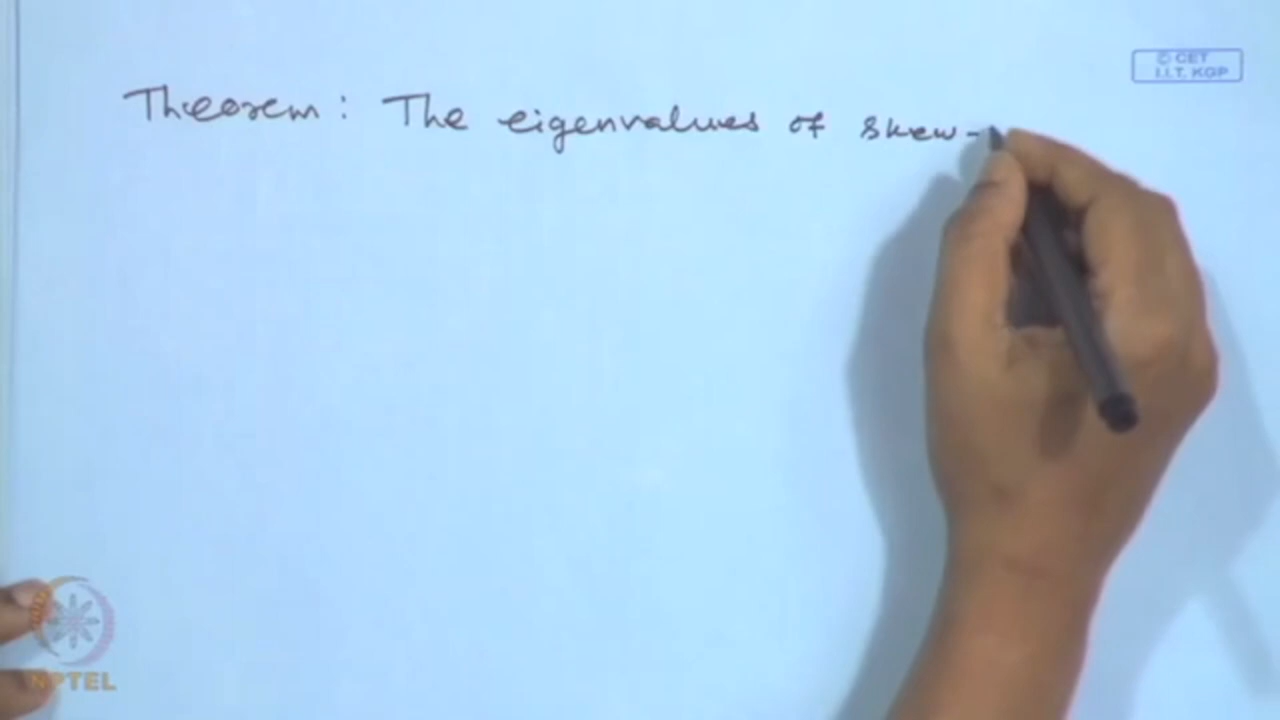 © CET
I.I.T. KGP
Theorem : The eigenvalues of skew-
NPTEL